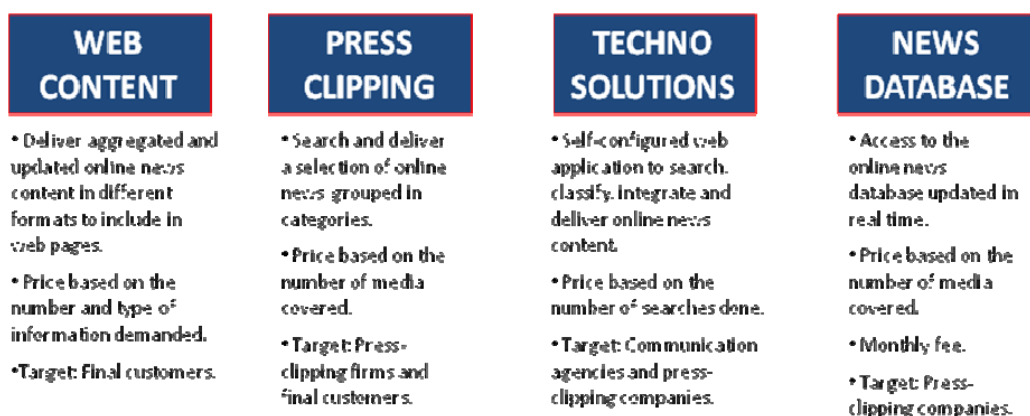 WEB
CONTENT
• Deliver aggregated and
updated online news
content in different
formats to include in
web pages.
• Price based on the
number and type of
information demanded.
•Target: Final customers.
PRESS
CLIPPING
• Search and deliver
a selection of online
news grouped in
categories.
• Price based on the
number of media
covered.
• Target: Press-
clipping firms and
final customers.
TECHNO
SOLUTIONS
• Self-configured web
application to search,
classify, integrate and
deliver online news
content.
• Price based on the
number of searches done.
• Target: Communication
agencies and press-
clipping companies.
NEWS
DATABASE
• Access to the
online news
database updated in
real time.
• Price based on the
number of media
covered.
• Monthly fee.
• Target: Press-
clipping companies.